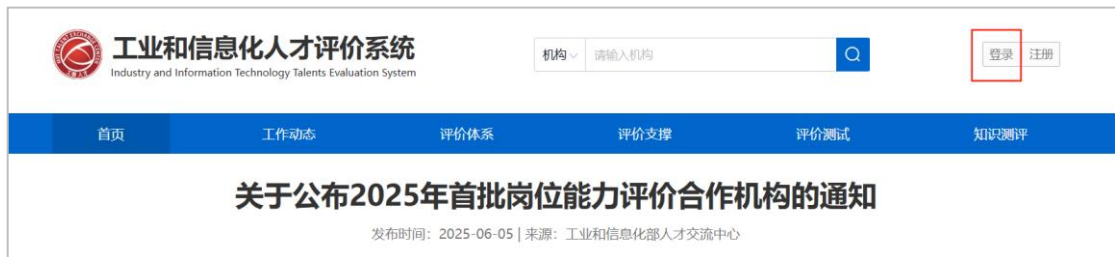 工业和信息化人才评价系统
Industry and Information Technology Talents Evaluation System
机构 请输入机构
登录 注册
首页 工作动态 评价体系 评价支撑 评价测试 知识测评
关于公布2025年首批岗位能力评价合作机构的通知
发布时间：2025-06-05 | 来源：工业和信息化部人才交流中心